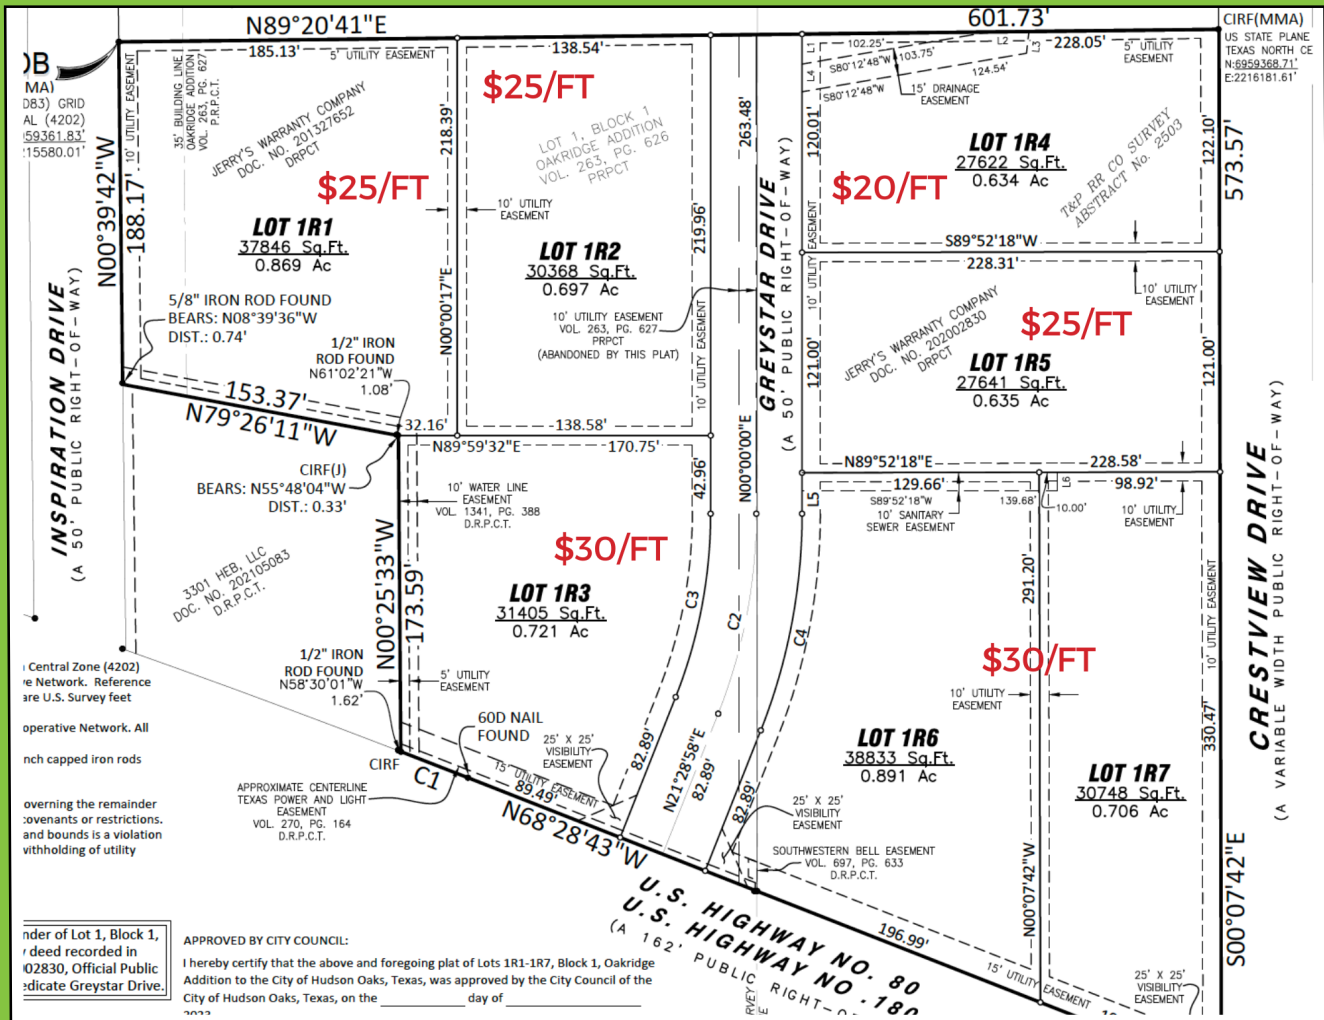 N89°20'41"E
601.73'
CIRF(MMA)
US STATE PLANE
TEXAS NORTH CE
N:6959368.71'
E:2216181.61'
OB
MA)
D83) GRID
AL (4202)
959361.83'
15580.01'
185.13'
5' UTILITY EASEMENT
138.54'
228.05'
5' UTILITY
EASEMENT
10' UTILITY EASEMENT
35' BUILDING LINE
OAKRIDGE ADDITION
VOL. 263, PG. 627
P.R.P.C.T.
JERRY'S WARRANTY COMPANY
DOC. NO. 201327652
DRPCT
$25/FT
LOT 1R1
37846 Sq.Ft.
0.869 Ac
N00°39'42"W
188.17'
218.39'
N00°00'17"E
$25/FT
LOT 1, BLOCK 1
OAKRIDGE ADDITION
VOL. 263, PG. 626
PRPCT
10' UTILITY
EASEMENT
LOT 1R2
30368 Sq.Ft.
0.697 Ac
10' UTILITY EASEMENT
VOL. 263, PG. 627
PRPCT
(ABANDONED BY THIS PLAT)
219.96'
10' UTILITY EASEMENT
263.48'
GREYSTAR DRIVE
(A 50' PUBLIC RIGHT-OF-WAY)
N00°00'00"E
L1
L4
102.25'
L2
L3
S80°12'48"W
103.75'
124.54'
S80°12'48"W
15' DRAINAGE
EASEMENT
120.01'
10' UTILITY EASEMENT
LOT 1R4
27622 Sq.Ft.
0.634 Ac
$20/FT
T&P RR CO SURVEY
ABSTRACT No. 2503
122.10'
573.57'
S89°52'18"W
228.31'
10' UTILITY
EASEMENT
JERRY'S WARRANTY COMPANY
DOC. NO. 202002830
DRPCT
$25/FT
LOT 1R5
27641 Sq.Ft.
0.635 Ac
121.00'
121.00'
INSPIRATION DRIVE
(A 50' PUBLIC RIGHT-OF-WAY)
5/8" IRON ROD FOUND
BEARS: N08°39'36"W
DIST.: 0.74'
1/2" IRON
ROD FOUND
N61°02'21"W
1.08'
153.37'
N79°26'11"W
32.16'
138.58'
N89°59'32"E
170.75'
CIRF(J)
BEARS: N55°48'04"W
DIST.: 0.33'
10' WATER LINE
EASEMENT
VOL. 1341, PG. 388
D.R.P.C.T.
42.96'
3301 HEB, LLC
DOC. NO. 202105083
D.R.P.C.T.
N00°25'33"W
173.59'
$30/FT
LOT 1R3
31405 Sq.Ft.
0.721 Ac
C3
C2
C4
L5
N89°52'18"E
228.58'
129.66'
S89°52'18"W
139.68'
10' SANITARY
SEWER EASEMENT
L6
10.00'
98.92'
10' UTILITY
EASEMENT
291.20'
$30/FT
10' UTILITY
EASEMENT
10' UTILITY EASEMENT
CRESTVIEW DRIVE
(A VARIABLE WIDTH PUBLIC RIGHT-OF-WAY)
1/2" IRON
ROD FOUND
N58°30'01"W
1.62'
5' UTILITY
EASEMENT
60D NAIL
FOUND
25' X 25'
VISIBILITY
EASEMENT
CIRF
C1
15' UTILITY EASEMENT
89.49'
N68°28'43"W
82.89'
N21°28'58"E
82.89'
82.89'
LOT 1R6
38833 Sq.Ft.
0.891 Ac
LOT 1R7
30748 Sq.Ft.
0.706 Ac
330.47'
N00°07'42"W
S00°07'42"E
APPROXIMATE CENTERLINE
TEXAS POWER AND LIGHT
EASEMENT
VOL. 270, PG. 164
D.R.P.C.T.
25' X 25'
VISIBILITY
EASEMENT
SOUTHWESTERN BELL EASEMENT
VOL. 697, PG. 633
D.R.P.C.T.
U.S. HIGHWAY NO. 80
U.S. HIGHWAY NO. 180
(A 162' PUBLIC RIGHT-O
196.99'
15' UTILITY EASEMENT
25' X 25'
VISIBILITY
EASEMENT
Central Zone (4202)
e Network. Reference
are U.S. Survey feet
operative Network. All
nch capped iron rods
overning the remainder
covenants or restrictions.
and bounds is a violation
withholding of utility
nder of Lot 1, Block 1,
deed recorded in
02830, Official Public
edicate Greystar Drive.
APPROVED BY CITY COUNCIL:
I hereby certify that the above and foregoing plat of Lots 1R1-1R7, Block 1, Oakridge
Addition to the City of Hudson Oaks, Texas, was approved by the City Council of the
City of Hudson Oaks, Texas, on the ________ day of ____________